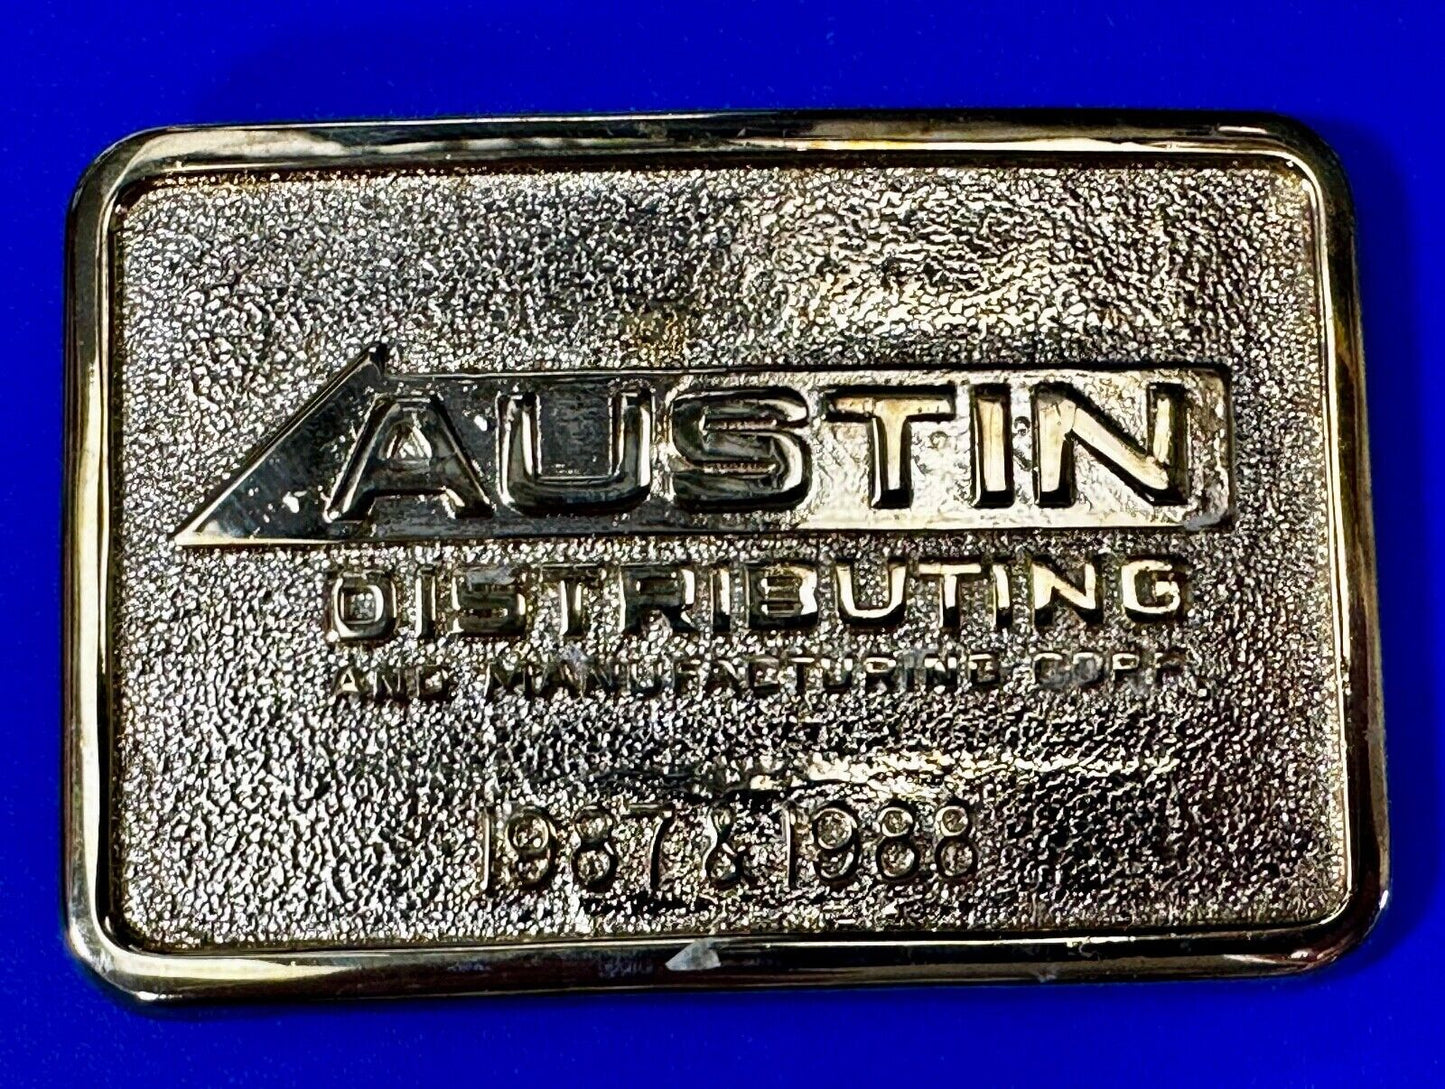 AUSTIN
DISTRIBUTING
AND MANUFACTURING CORP.
1987 & 1988